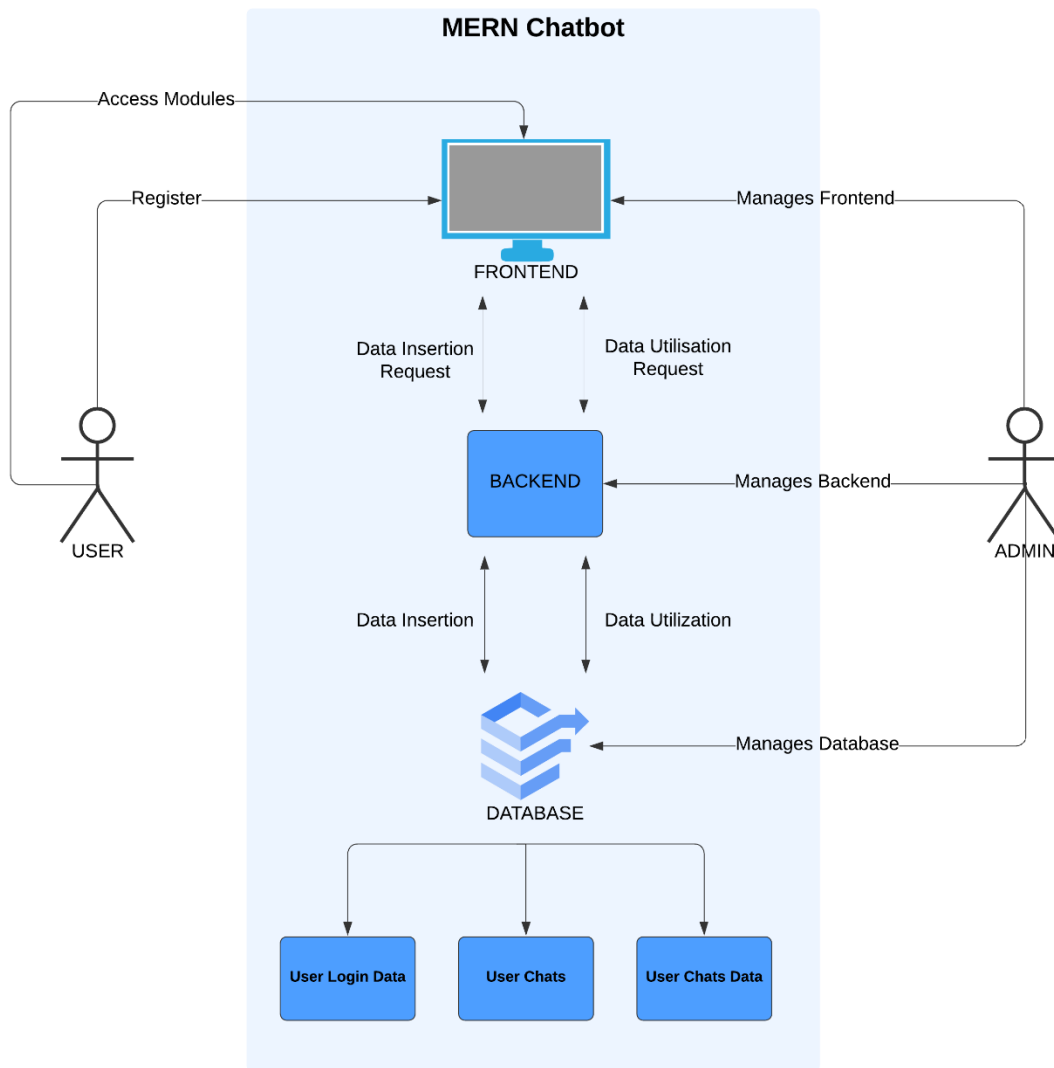 MERN Chatbot
Access Modules
Register
Manages Frontend
FRONTEND
Data Insertion
Request
Data Utilisation
Request
BACKEND
Manages Backend
USER
ADMIN
Data Insertion
Data Utilization
Manages Database
DATABASE
User Login Data
User Chats
User Chats Data